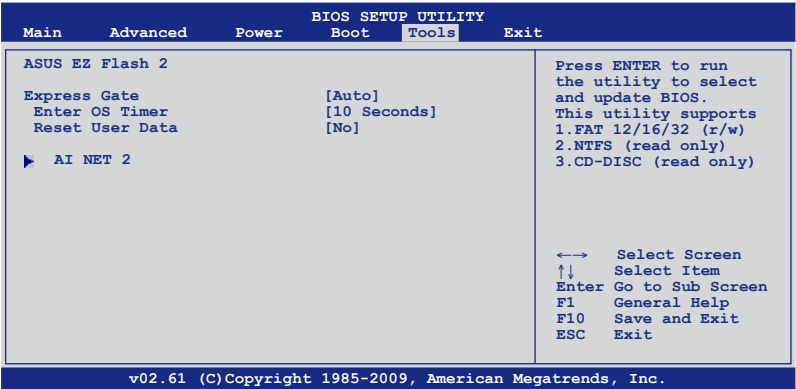 BIOS SETUP UTILITY
Main Advanced Power Boot Tools Exit
ASUS EZ Flash 2
Express Gate [Auto]
Enter OS Timer [10 Seconds]
Reset User Data [No]
AI NET 2
Press ENTER to run
the utility to select
and update BIOS.
This utility supports
1.FAT 12/16/32 (r/w)
2.NTFS (read only)
3.CD-DISC (read only)
←→ Select Screen
↑↓ Select Item
Enter Go to Sub Screen
F1 General Help
F10 Save and Exit
ESC Exit
v02.61 (C)Copyright 1985-2009, American Megatrends, Inc.